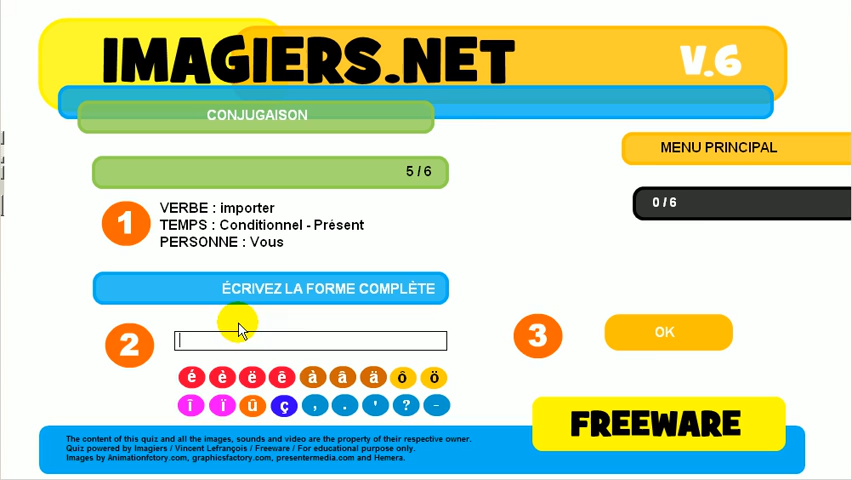 IMAGIERS.NET
V.6
CONJUGAISON
MENU PRINCIPAL
5 / 6
0 / 6
1
VERBE : importer
TEMPS : Conditionnel - Présent
PERSONNE : Vous
ÉCRIVEZ LA FORME COMPLÈTE
2
3
OK
é è ë ê à â ä ô ö
î ï û ç , . ' ? -
FREEWARE
The content of this quiz and all the images, sounds and video are the property of their respective owner.
Quiz powered by Imagiers / Vincent Lefrançois / Freeware / For educational purpose only.
Images by Animationfctory.com, graphicsfactory.com, presentermedia.com and Hemera.